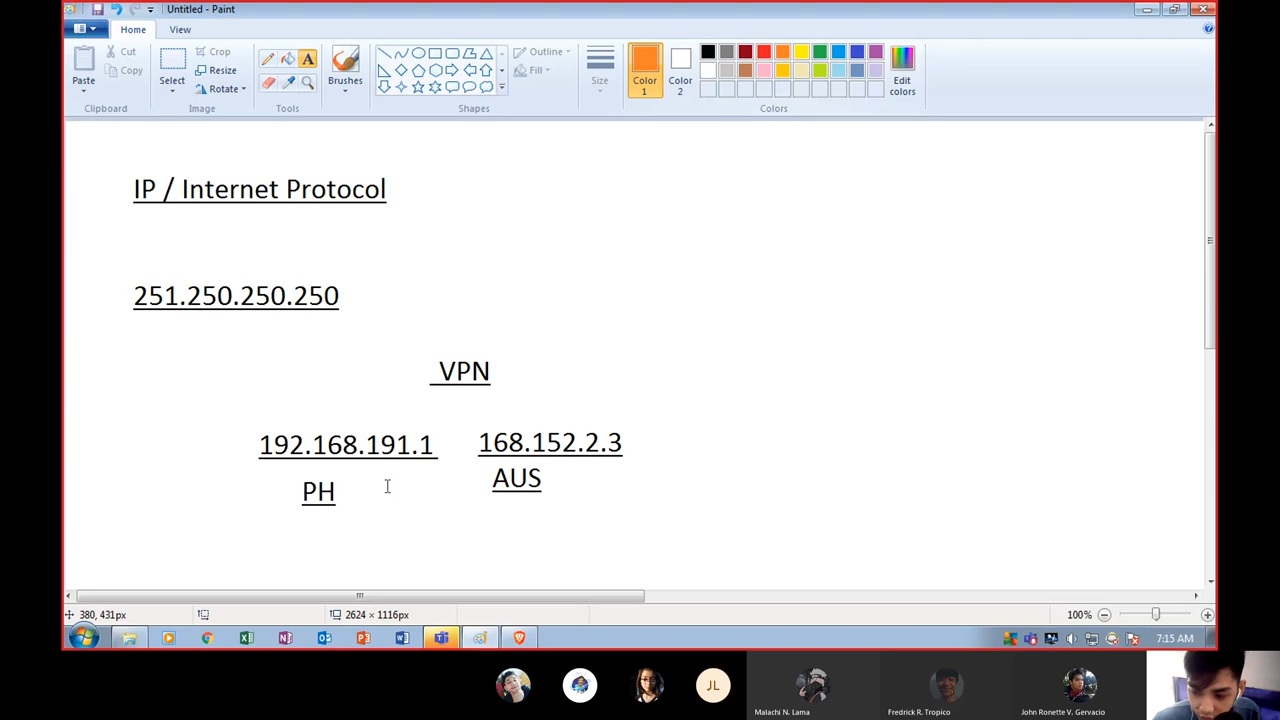 Untitled - Paint
Home View
Paste
Cut
Copy
Clipboard
Select
Crop
Resize
Rotate
Image
A
Tools
Brushes
Outline
Fill
Shapes
Size
Color 1
Color 2
Edit colors
Colors
IP / Internet Protocol
251.250.250.250
VPN
192.168.191.1 168.152.2.3
PH AUS
380, 431px 2624 × 1116px 100%
7:15 AM
JL
Malachi N. Lama Fredrick R. Tropico John Ronette V. Gervacio